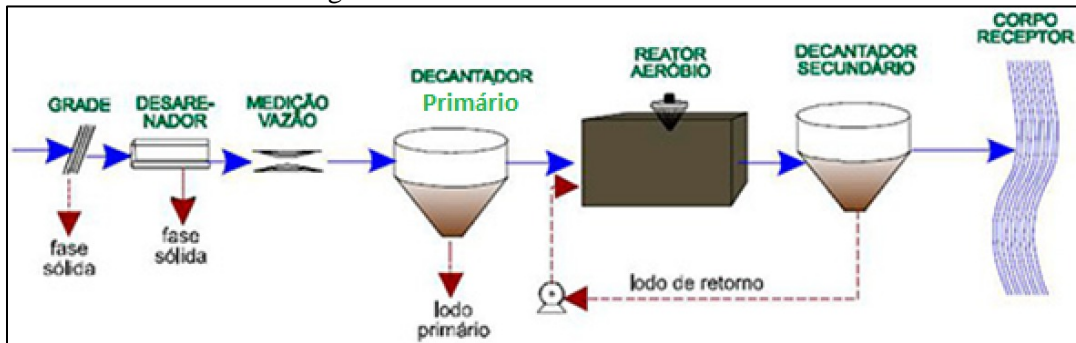 GRADE
DESARE-
NADOR
MEDIÇÃO
VAZÃO
DECANTADOR
Primário
REATOR
AERÓBIO
DECANTADOR
SECUNDÁRIO
CORPO
RECEPTOR
fase
sólida
fase
sólida
lodo
primário
lodo de retorno